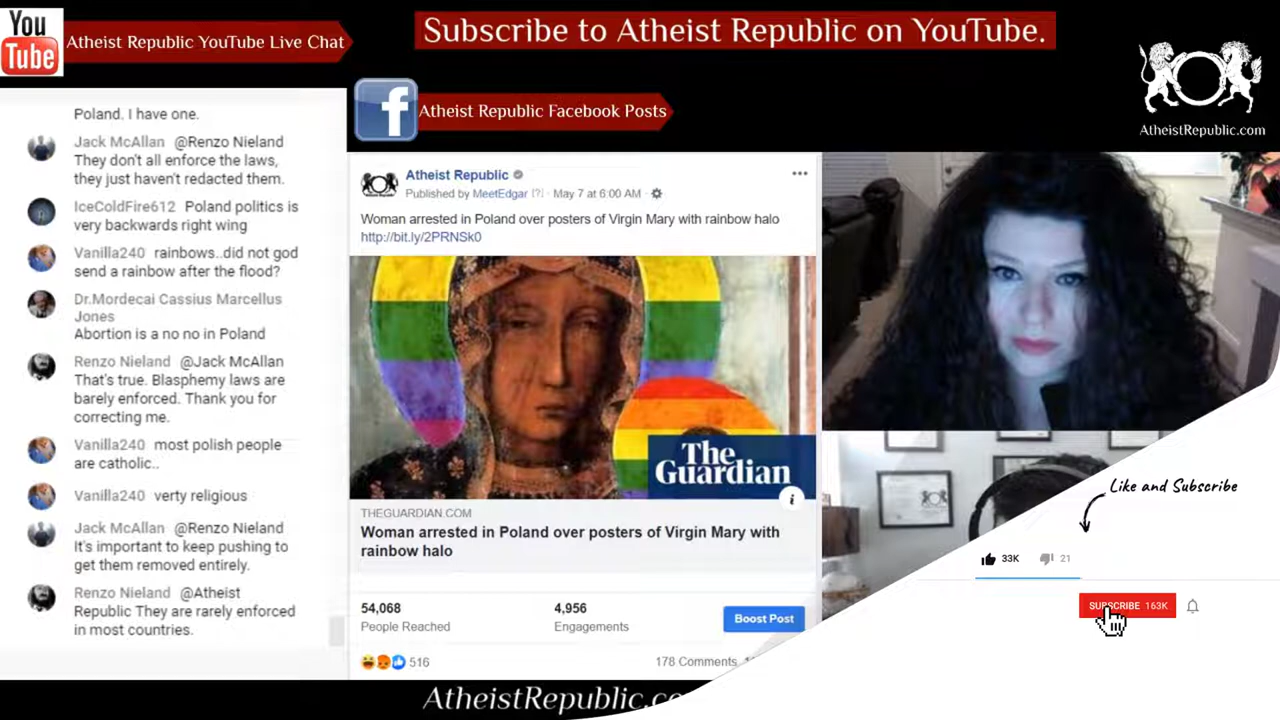 You
Tube
Atheist Republic YouTube Live Chat
Subscribe to Atheist Republic on YouTube.
AtheistRepublic.com
f
Atheist Republic Facebook Posts
Poland. I have one.
Jack McAllan @Renzo Nieland
They don't all enforce the laws,
they just haven't redacted them.
IceColdFire612 Poland politics is
very backwards right wing
Vanilla240 rainbows..did not god
send a rainbow after the flood?
Dr.Mordecai Cassius Marcellus
Jones
Abortion is a no no in Poland
Renzo Nieland @Jack McAllan
That's true. Blasphemy laws are
barely enforced. Thank you for
correcting me.
Vanilla240 most polish people
are catholic..
Vanilla240 verty religious
Jack McAllan @Renzo Nieland
It's important to keep pushing to
get them removed entirely.
Renzo Nieland @Atheist
Republic They are rarely enforced
in most countries.
Atheist Republic
Published by MeetEdgar [?] · May 7 at 6:00 AM ·
Woman arrested in Poland over posters of Virgin Mary with rainbow halo
http://bit.ly/2PRNSk0
The
Guardian
i
THEGUARDIAN.COM
Woman arrested in Poland over posters of Virgin Mary with
rainbow halo
54,068
People Reached
4,956
Engagements
Boost Post
516
178 Comments
Like and Subscribe
33K
21
SUBSCRIBE 163K
AtheistRepublic.co